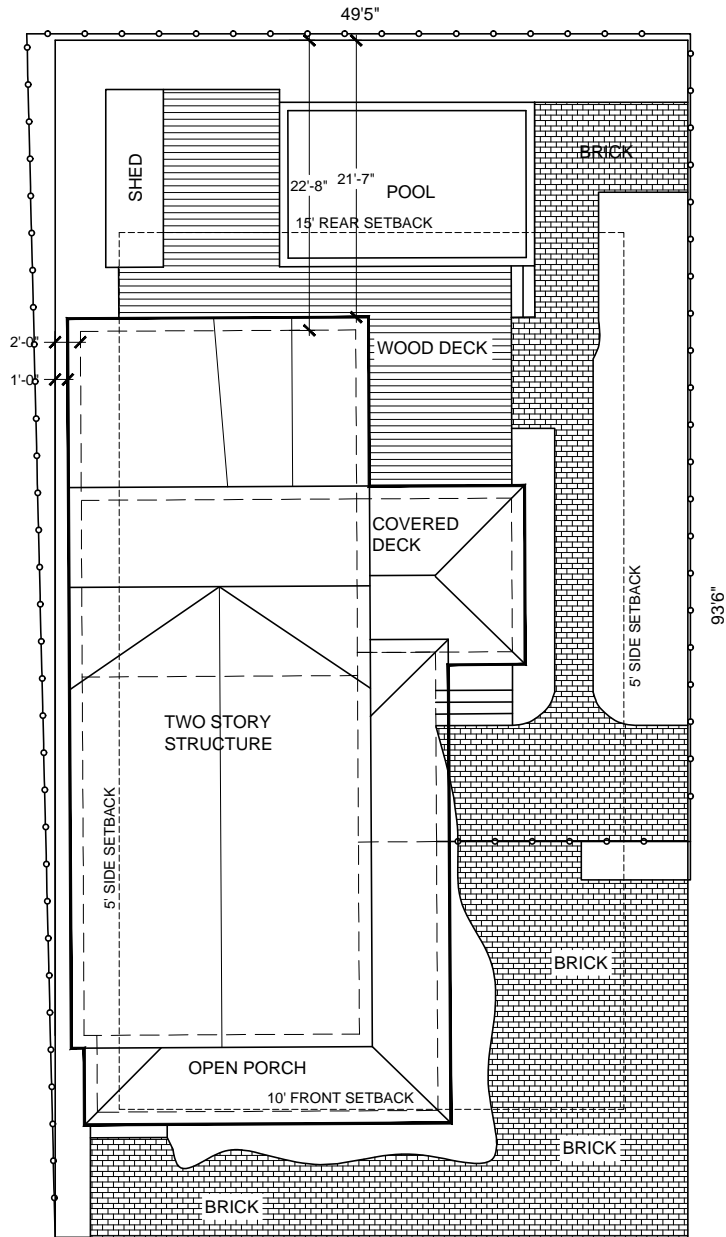 49'5"
BRICK
SHED
22'-8"
21'-7"
POOL
15' REAR SETBACK
2'-0"
WOOD DECK
1'-0"
COVERED
DECK
5' SIDE SETBACK
93'6"
TWO STORY
STRUCTURE
5' SIDE SETBACK
BRICK
OPEN PORCH
10' FRONT SETBACK
BRICK
BRICK